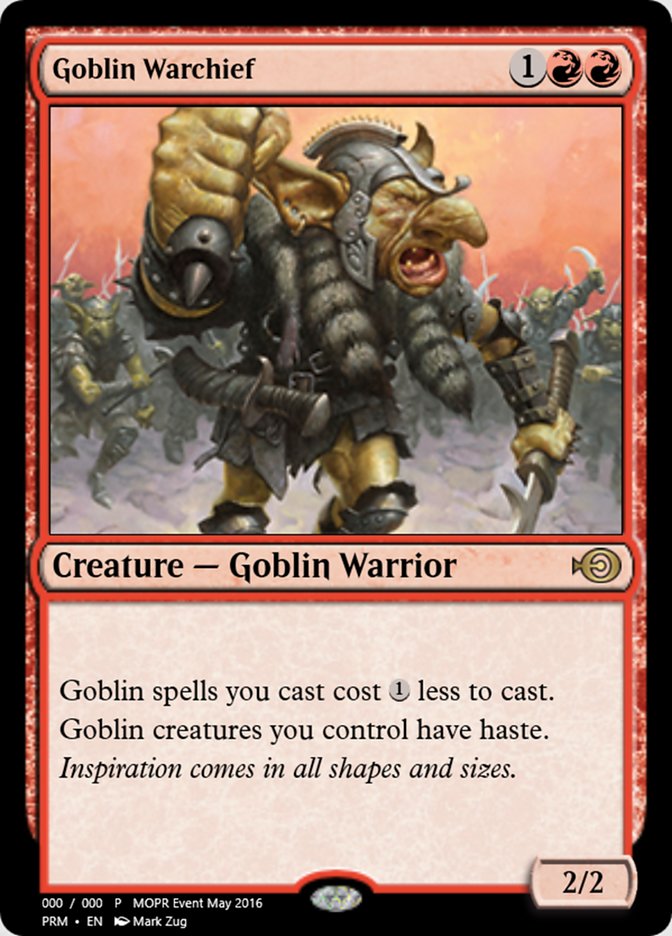 Goblin Warchief 1
Creature — Goblin Warrior
Goblin spells you cast cost 1 less to cast.
Goblin creatures you control have haste.
Inspiration comes in all shapes and sizes.
2/2
000 / 000 P MOPR Event May 2016
PRM • EN Mark Zug